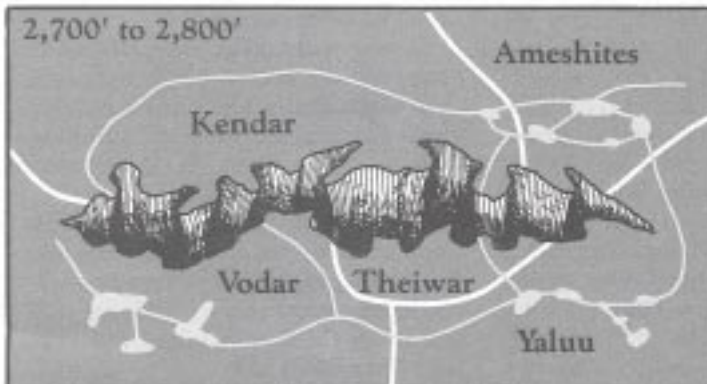 2,700' to 2,800'
Ameshites
Kendar
Vodar
Theiwar
Yaluu